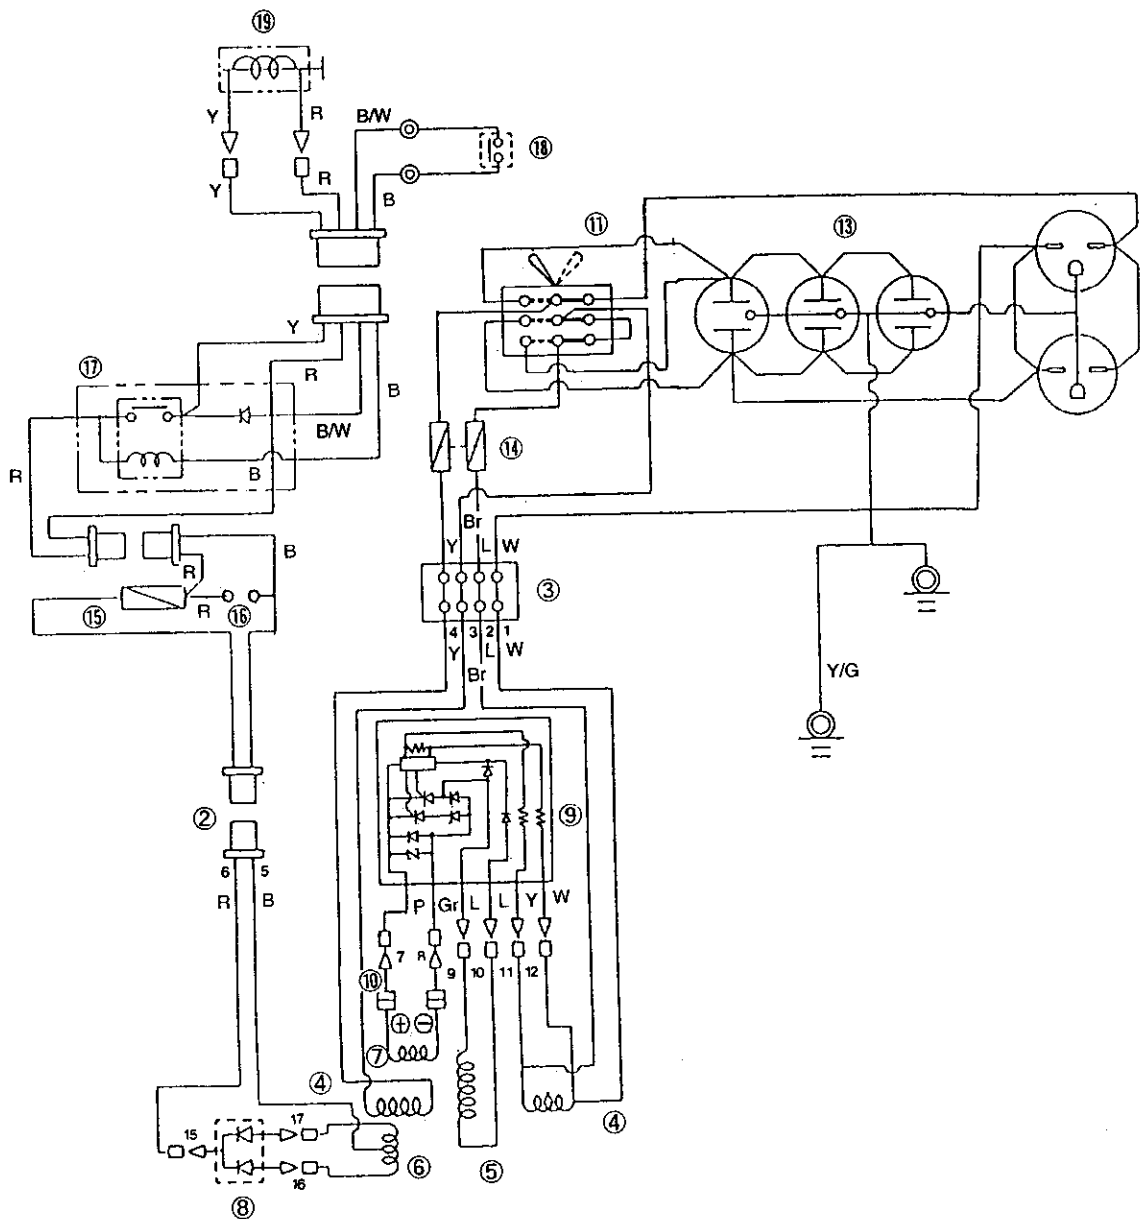 ⑲
Y R B/W
⑱
Y R B
⑪ ⑬
Y
⑰ R
B
B/W
R B
⑭
Br
Y L W
B
R
③
⑮ R ⑯
4 3 2 1
Y L W
Br
Y/G
② ⑨
6 5
R B
P Gr L L Y W
7 8
9 10 11 12
⑩
⊕ ⊖
⑦
④
④
17
15
⑥ ⑤
16
⑧